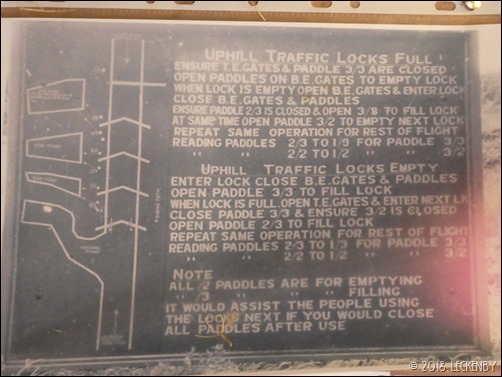 UPHILL TRAFFIC LOCKS FULL
ENSURE T.E.GATES & PADDLE 3/3 ARE CLOSED
OPEN PADDLES ON B.E.GATES TO EMPTY LOCK
WHEN LOCK IS EMPTY OPEN B.E.GATES & ENTER LOCK
CLOSE B.E.GATES & PADDLES
ENSURE PADDLE 2/3 IS CLOSED & OPEN 3/3 TO FILL LOCK
AT SAME TIME OPEN PADDLE 3/2 TO EMPTY NEXT LOCK
REPEAT SAME OPERATION FOR REST OF FLIGHT
READING PADDLES 2/3 TO 1/3 FOR PADDLE 3/3
" " 2/2 TO 1/2 " " 3/2
UPHILL TRAFFIC LOCKS EMPTY
ENTER LOCK CLOSE B.E.GATES & PADDLES
OPEN PADDLE 3/3 TO FILL LOCK
WHEN LOCK IS FULL. OPEN T.E.GATES & ENTER NEXT LK
CLOSE PADDLE 3/3 & ENSURE 3/2 IS CLOSED
OPEN PADDLE 2/3 TO FILL LOCK
REPEAT SAME OPERATION FOR REST OF FLIGHT
READING PADDLES 2/3 TO 1/3 FOR PADDLE 3/3
" " 2/2 TO 1/2 " " 3/2
NOTE
ALL /2 PADDLES ARE FOR EMPTYING
" /3 " " " FILLING
IT WOULD ASSIST THE PEOPLE USING
THE LOCKS NEXT IF YOU WOULD CLOSE
ALL PADDLES AFTER USE
SIDE POND
SIDE POND
TOWING PATH
© 2018 LECKENBY